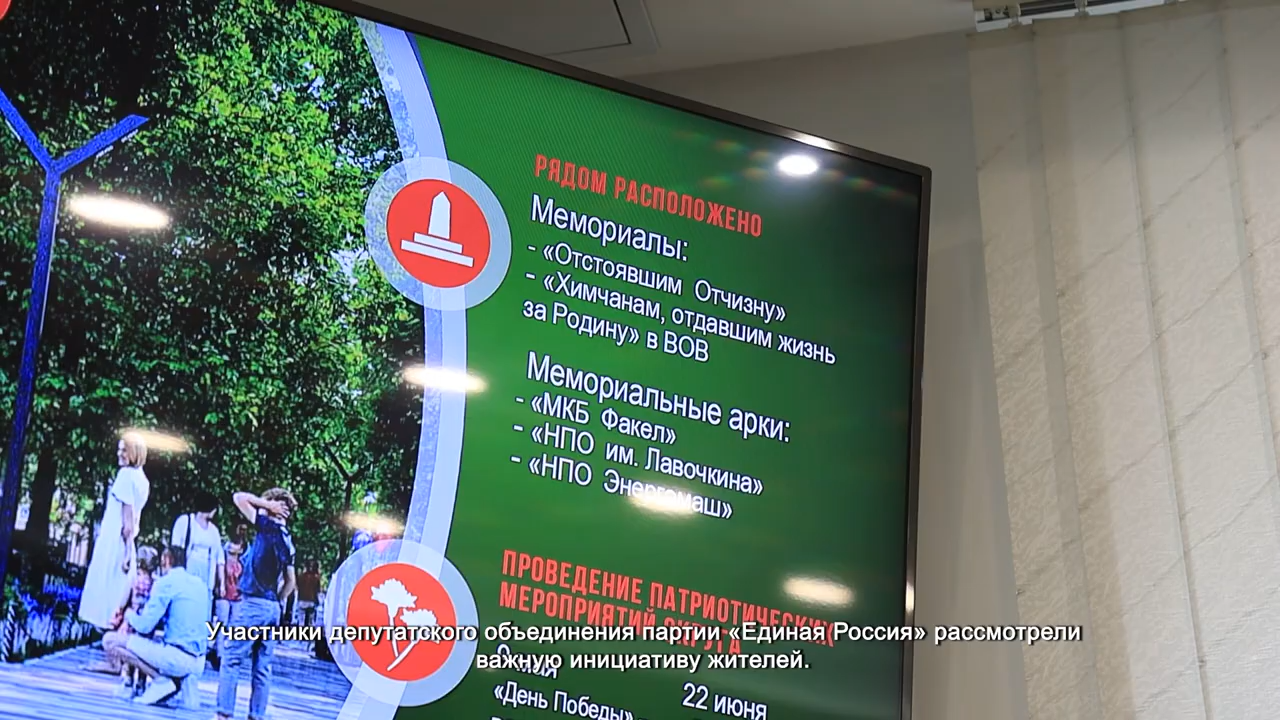 РЯДОМ РАСПОЛОЖЕНО
Мемориалы:
- «Отстоявшим Отчизну»
- «Химчанам, отдавшим жизнь
за Родину» в ВОВ
Мемориальные арки:
- «МКБ Факел»
- «НПО им. Лавочкина»
- «НПО Энергомаш»
ПРОВЕДЕНИЕ ПАТРИОТИЧЕСКИХ
МЕРОПРИЯТИЙ ОКРУГА
Участники депутатского объединения партии «Единая Россия» рассмотрели
важную инициативу жителей.
9 мая
«День Победы»
22 июня